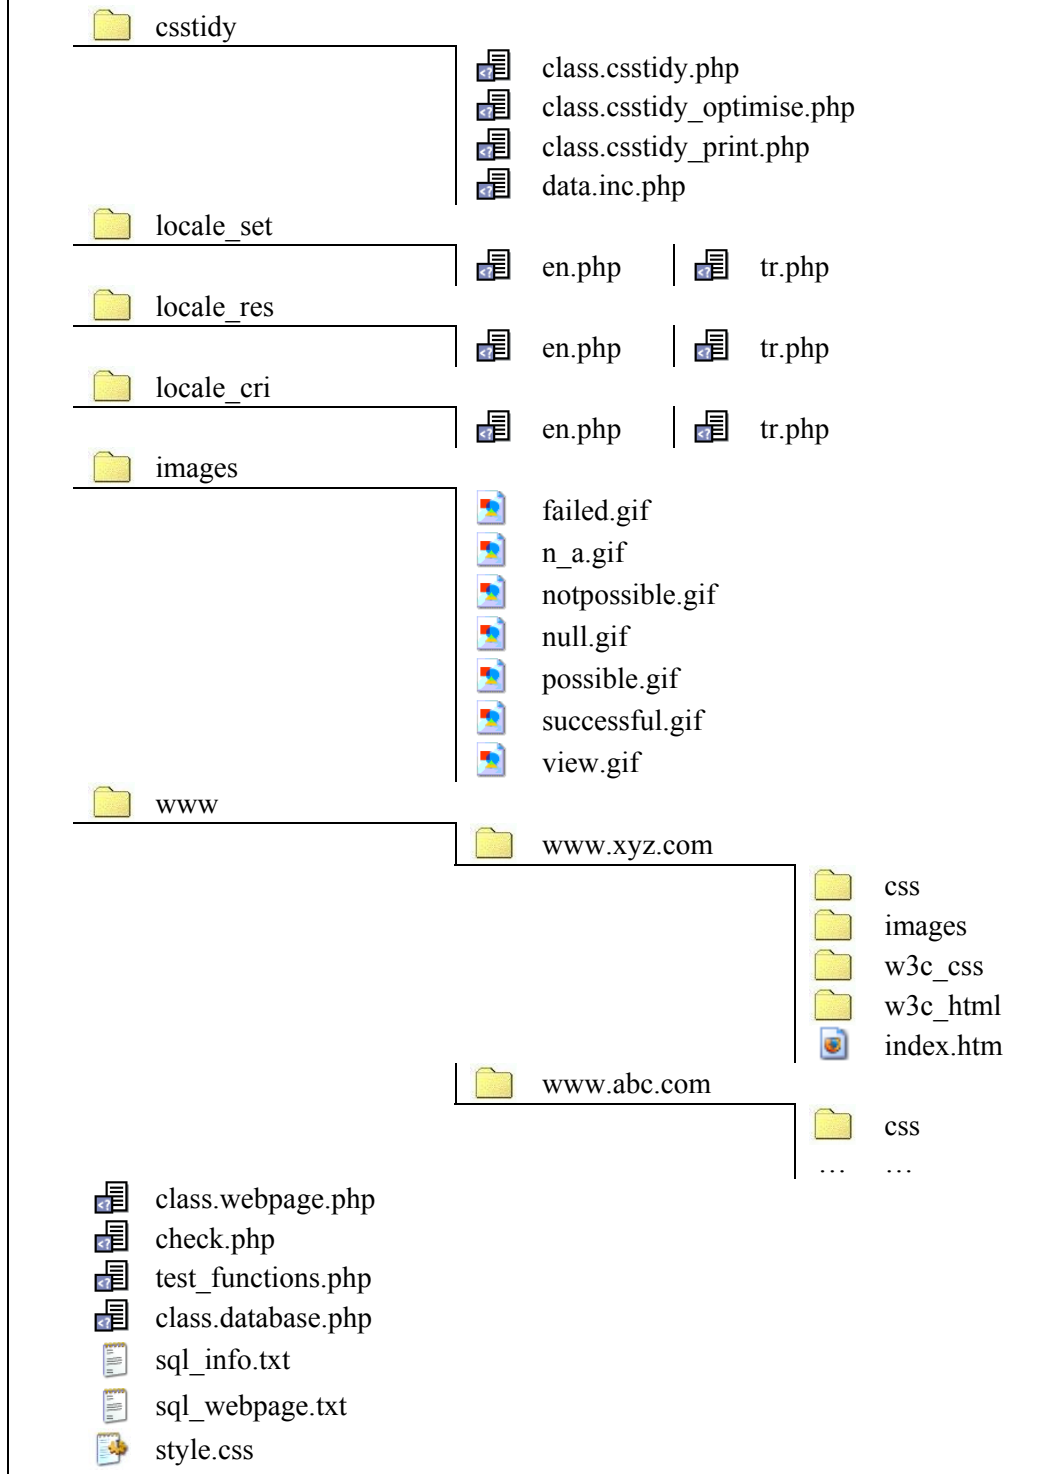 csstidy
class.csstidy.php
class.csstidy_optimise.php
class.csstidy_print.php
data.inc.php
locale_set
en.php tr.php
locale_res
en.php tr.php
locale_cri
en.php tr.php
images
failed.gif
n_a.gif
notpossible.gif
null.gif
possible.gif
successful.gif
view.gif
www
www.xyz.com
css
images
w3c_css
w3c_html
index.htm
www.abc.com
css
… …
class.webpage.php
check.php
test_functions.php
class.database.php
sql_info.txt
sql_webpage.txt
style.css